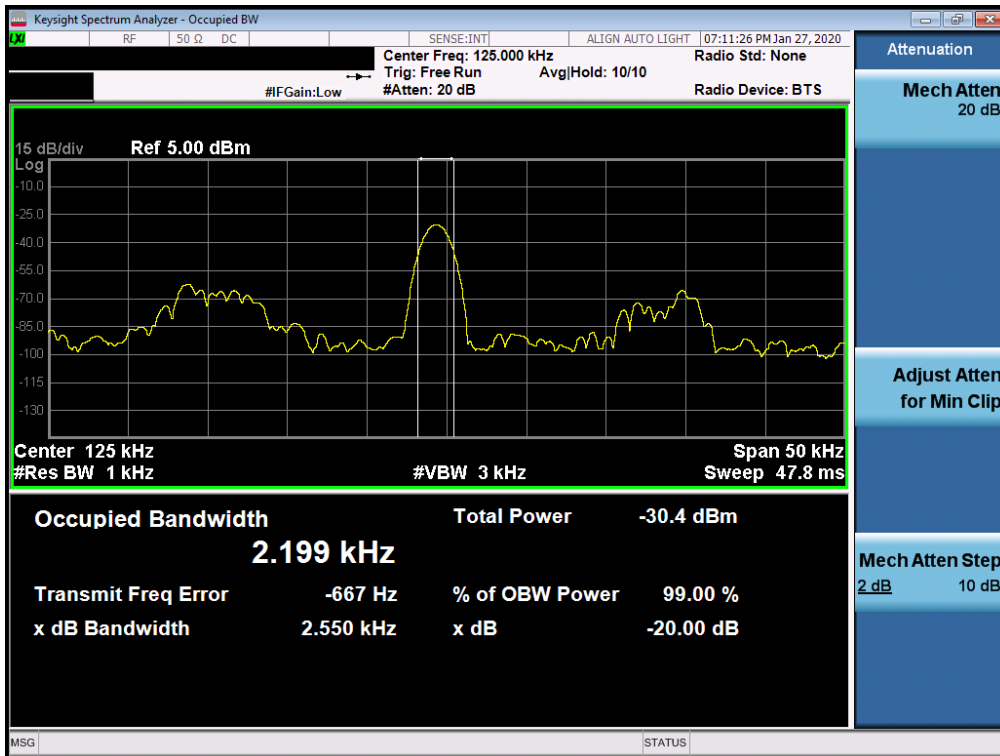 Keysight Spectrum Analyzer - Occupied BW
LXI RF 50 Ω DC SENSE:INT ALIGN AUTO LIGHT 07:11:26 PM Jan 27, 2020
Center Freq: 125.000 kHz Radio Std: None
Trig: Free Run Avg|Hold: 10/10
#IFGain:Low #Atten: 20 dB Radio Device: BTS
Attenuation
Mech Atten
20 dB
15 dB/div Ref 5.00 dBm
Log
-10.0
-25.0
-40.0
-55.0
-70.0
-85.0
-100
-115
-130
Adjust Atten
for Min Clip
Center 125 kHz Span 50 kHz
#Res BW 1 kHz #VBW 3 kHz Sweep 47.8 ms
Occupied Bandwidth Total Power -30.4 dBm
2.199 kHz
Transmit Freq Error -667 Hz % of OBW Power 99.00 %
x dB Bandwidth 2.550 kHz x dB -20.00 dB
Mech Atten Step
2 dB 10 dB
MSG STATUS